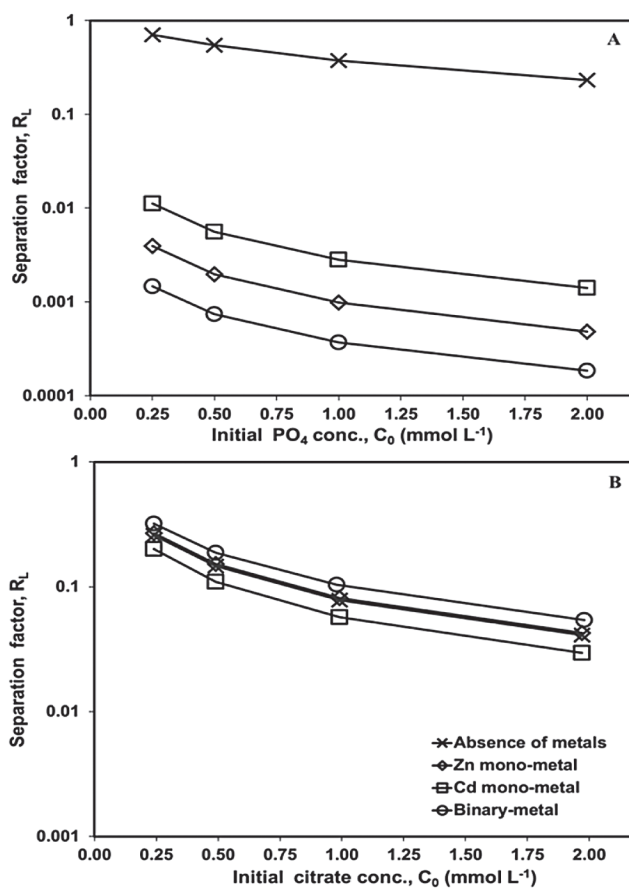 A
1
0.1
0.01
0.001
0.0001
Separation factor, R_L
0.00 0.25 0.50 0.75 1.00 1.25 1.50 1.75 2.00
Initial PO₄ conc., C₀ (mmol L⁻¹)
B
1
0.1
0.01
0.001
Separation factor, R_L
Absence of metals
Zn mono-metal
Cd mono-metal
Binary-metal
0.00 0.25 0.50 0.75 1.00 1.25 1.50 1.75 2.00
Initial citrate conc., C₀ (mmol L⁻¹)